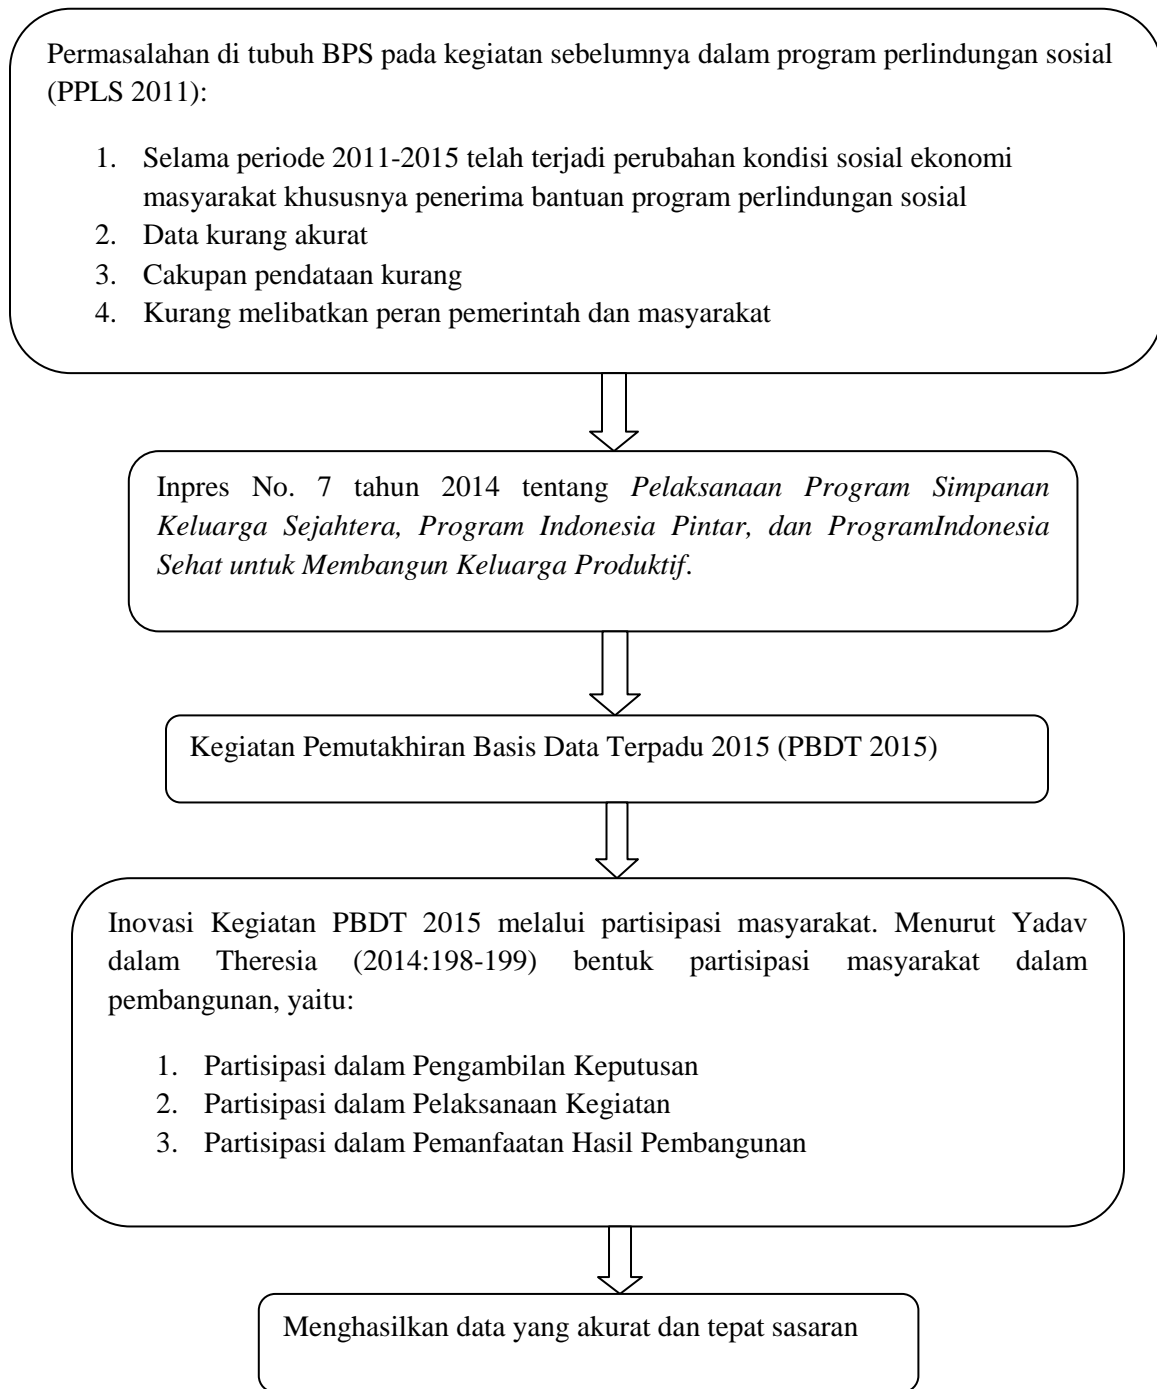 Permasalahan di tubuh BPS pada kegiatan sebelumnya dalam program perlindungan sosial
(PPLS 2011):
1. Selama periode 2011-2015 telah terjadi perubahan kondisi sosial ekonomi
masyarakat khususnya penerima bantuan program perlindungan sosial
2. Data kurang akurat
3. Cakupan pendataan kurang
4. Kurang melibatkan peran pemerintah dan masyarakat
Inpres No. 7 tahun 2014 tentang Pelaksanaan Program Simpanan
Keluarga Sejahtera, Program Indonesia Pintar, dan ProgramIndonesia
Sehat untuk Membangun Keluarga Produktif.
Kegiatan Pemutakhiran Basis Data Terpadu 2015 (PBDT 2015)
Inovasi Kegiatan PBDT 2015 melalui partisipasi masyarakat. Menurut Yadav
dalam Theresia (2014:198-199) bentuk partisipasi masyarakat dalam
pembangunan, yaitu:
1. Partisipasi dalam Pengambilan Keputusan
2. Partisipasi dalam Pelaksanaan Kegiatan
3. Partisipasi dalam Pemanfaatan Hasil Pembangunan
Menghasilkan data yang akurat dan tepat sasaran